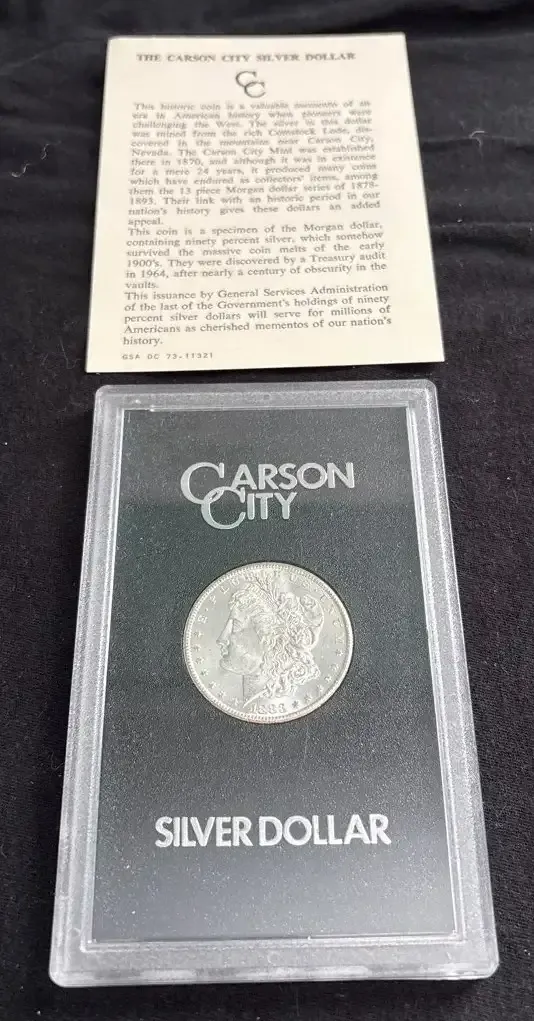 THE CARSON CITY SILVER DOLLAR
CC
This historic coin is a valuable memento of an
era in American history when pioneers were
challenging the West. The silver in this dollar
was mined from the rich Comstock Lode, dis-
covered in the mountains near Carson City,
Nevada. The Carson City Mint was established
there in 1870, and although it was in existence
for a mere 24 years, it produced many coins
which have endured as collectors' items, among
them the 13 piece Morgan dollar series of 1878-
1893. Their link with an historic period in our
nation's history gives these dollars an added
appeal.
This coin is a specimen of the Morgan dollar,
containing ninety percent silver, which somehow
survived the massive coin melts of the early
1900's. They were discovered by a Treasury audit
in 1964, after nearly a century of obscurity in the
vaults.
This issuance by General Services Administration
of the last of the Government's holdings of ninety
percent silver dollars will serve for millions of
Americans as cherished mementos of our nation's
history.
GSA DC 73-11321
CARSON
CITY
E·PLURIBUS·UNUM
1883
SILVER DOLLAR